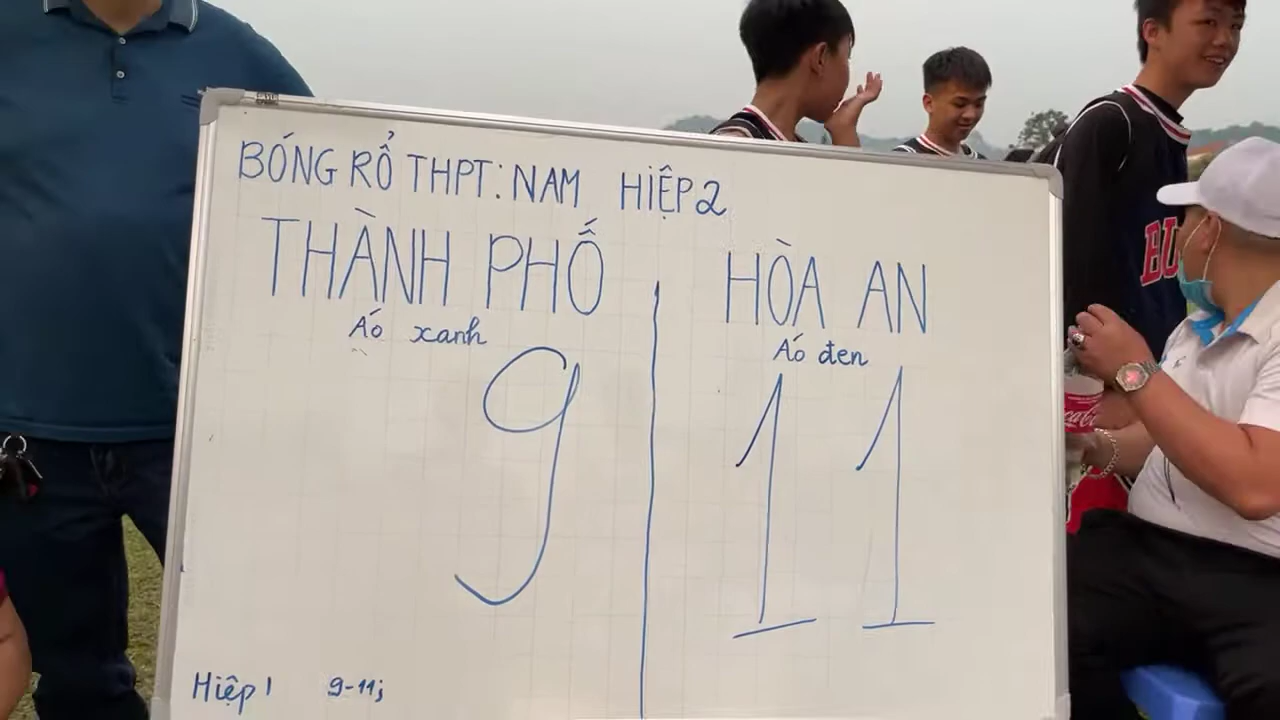 BÓNG RỔ THPT: NAM HIỆP 2
THÀNH PHỐ
Áo xanh
9
HÒA AN
Áo đen
11
Hiệp 1 9-11;